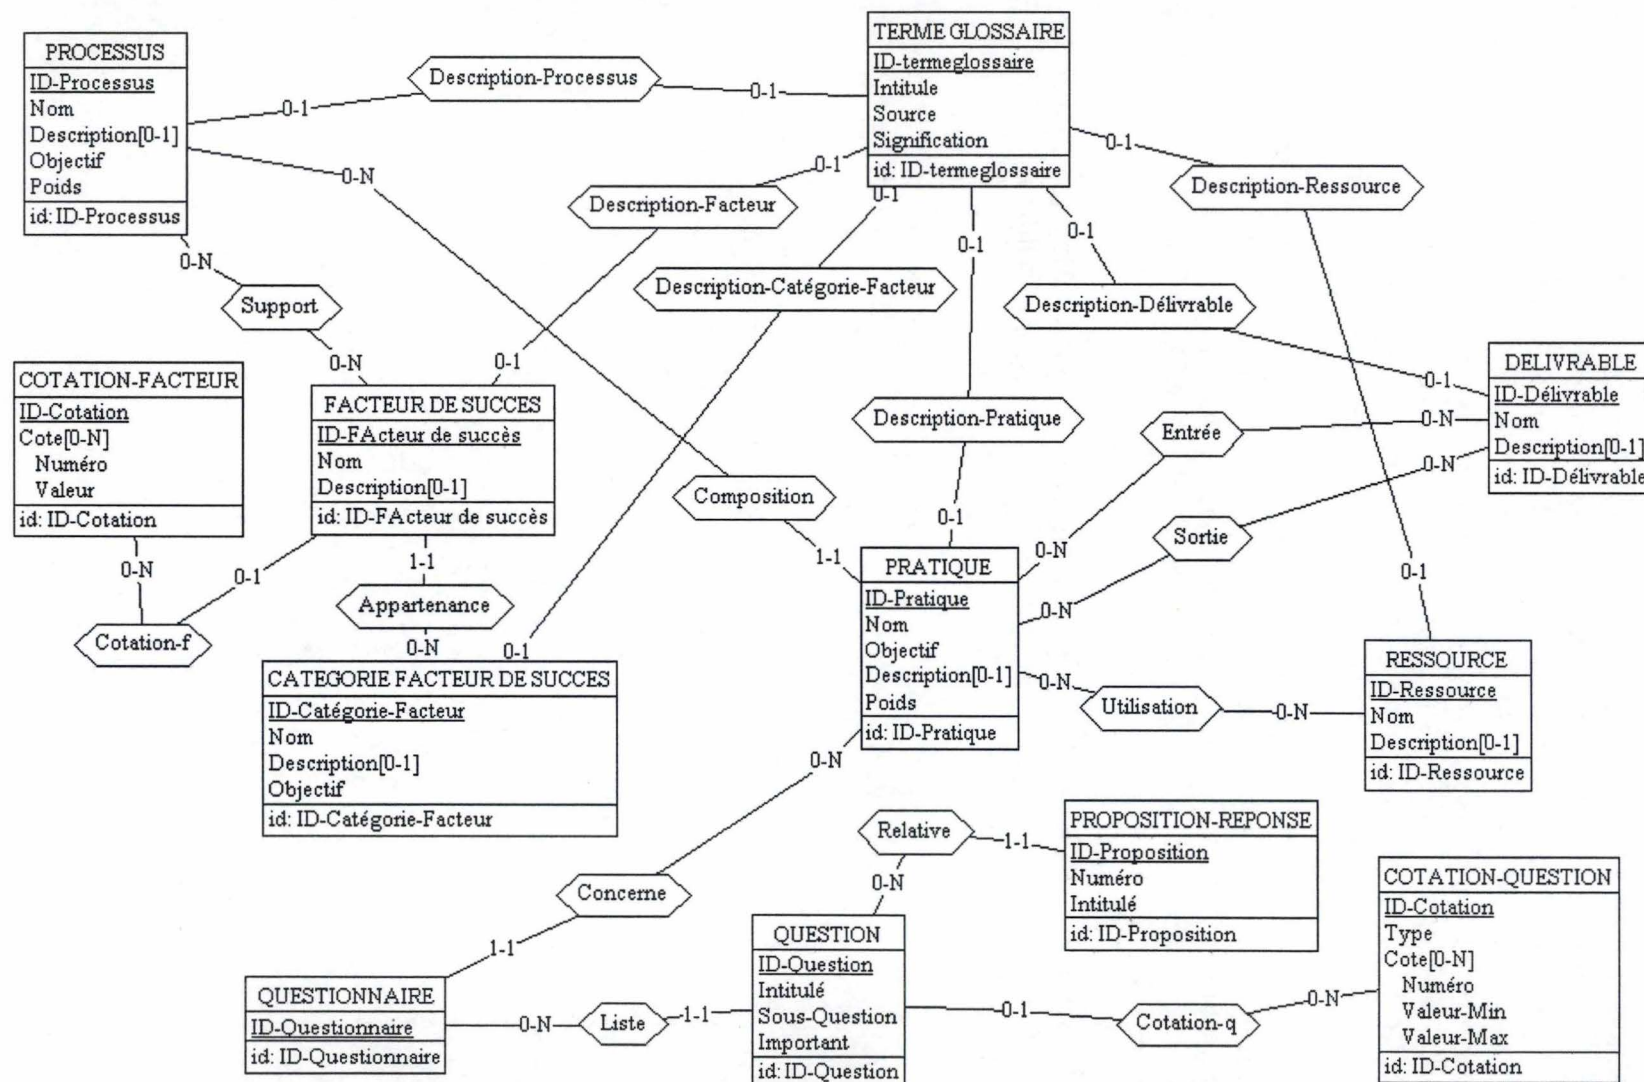 PROCESSUS
ID-Processus
Nom
Description[0-1]
Objectif
Poids
id: ID-Processus
Description-Processus
0-1
0-1
TERME GLOSSAIRE
ID-termeglossaire
Intitule
Source
Signification
id: ID-termeglossaire
0-N
0-1
Description-Facteur
0-1
0-1
Description-Ressource
0-1
0-1
0-1
0-N
Support
0-N
0-1
Description-Catégorie-Facteur
Description-Délivrable
0-1
DELIVRABLE
ID-Délivrable
Nom
Description[0-1]
id: ID-Délivrable
COTATION-FACTEUR
ID-Cotation
Cote[0-N]
Numéro
Valeur
id: ID-Cotation
FACTEUR DE SUCCES
ID-FActeur de succès
Nom
Description[0-1]
id: ID-FActeur de succès
Description-Pratique
0-1
Entrée
0-N
0-N
Sortie
0-N
0-N
Composition
1-1
0-N
0-1
Cotation-f
1-1
Appartenance
0-N
0-1
CATEGORIE FACTEUR DE SUCCES
ID-Catégorie-Facteur
Nom
Description[0-1]
Objectif
id: ID-Catégorie-Facteur
PRATIQUE
ID-Pratique
Nom
Objectif
Description[0-1]
Poids
id: ID-Pratique
0-N
Utilisation
0-N
0-1
RESSOURCE
ID-Ressource
Nom
Description[0-1]
id: ID-Ressource
0-N
Concerne
1-1
Relative
1-1
0-N
PROPOSITION-REPONSE
ID-Proposition
Numéro
Intitulé
id: ID-Proposition
COTATION-QUESTION
ID-Cotation
Type
Cote[0-N]
Numéro
Valeur-Min
Valeur-Max
id: ID-Cotation
QUESTIONNAIRE
ID-Questionnaire
id: ID-Questionnaire
0-N
Liste
1-1
QUESTION
ID-Question
Intitulé
Sous-Question
Important
id: ID-Question
0-1
Cotation-q
0-N